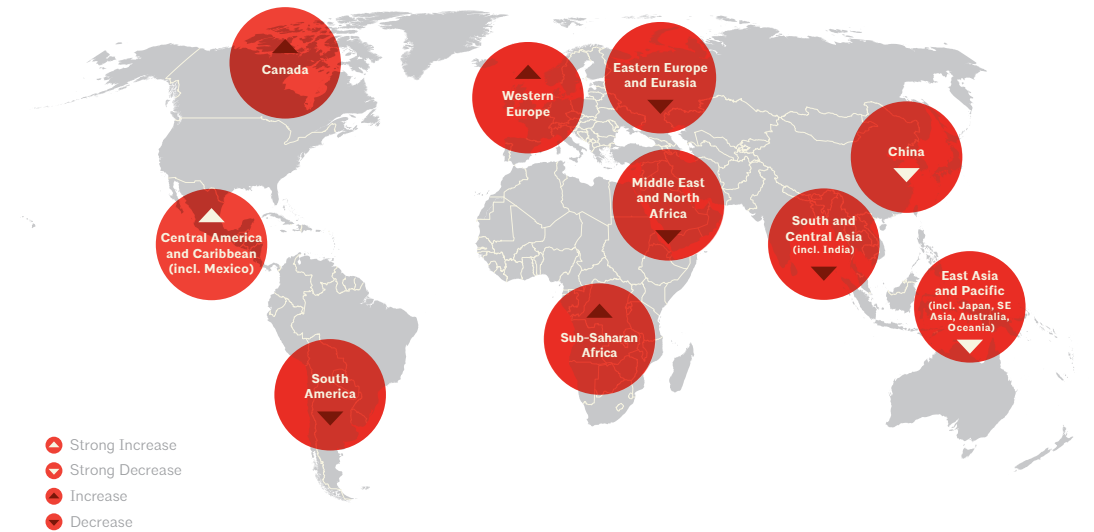 Canada
Western
Europe
Eastern Europe
and Eurasia
China
Middle East
and North
Africa
Central America
and Caribbean
(incl. Mexico)
South and
Central Asia
(incl. India)
East Asia
and Pacific
(incl. Japan, SE
Asia, Australia,
Oceania)
Sub-Saharan
Africa
South
America
Strong Increase
Strong Decrease
Increase
Decrease